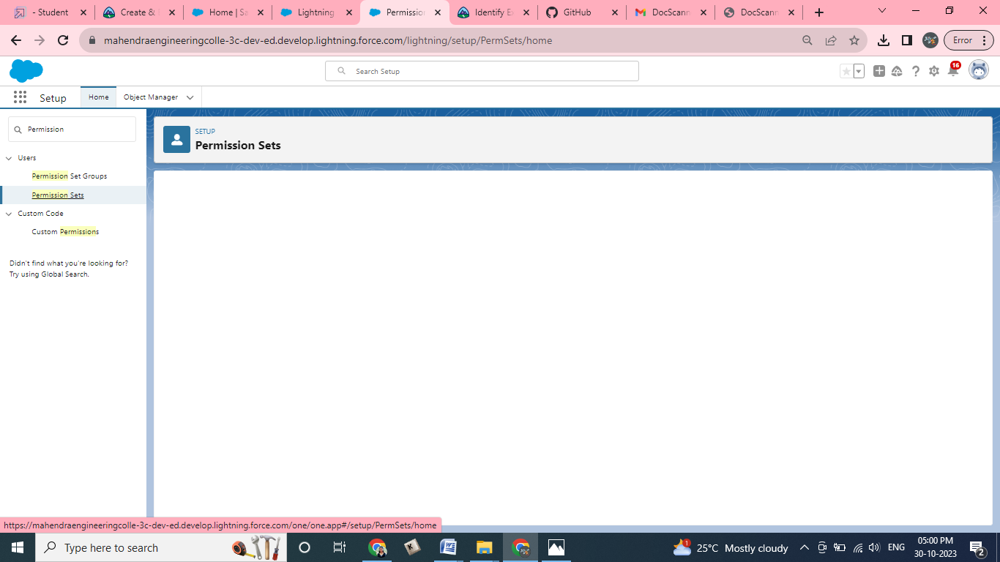 - Student
Create &
Home | Sa
Lightning
Permission
Identify E
GitHub
DocScann
DocScann
mahendraengineeringcolle-3c-dev-ed.develop.lightning.force.com/lightning/setup/PermSets/home
Error
Search Setup
16
Setup
Home
Object Manager
Permission
SETUP
Permission Sets
Users
Permission Set Groups
Permission Sets
Custom Code
Custom Permissions
Didn't find what you're looking for?
Try using Global Search.
https://mahendraengineeringcolle-3c-dev-ed.develop.lightning.force.com/one/one.app#/setup/PermSets/home
Type here to search
1
25°C Mostly cloudy
ENG
05:00 PM
30-10-2023
2